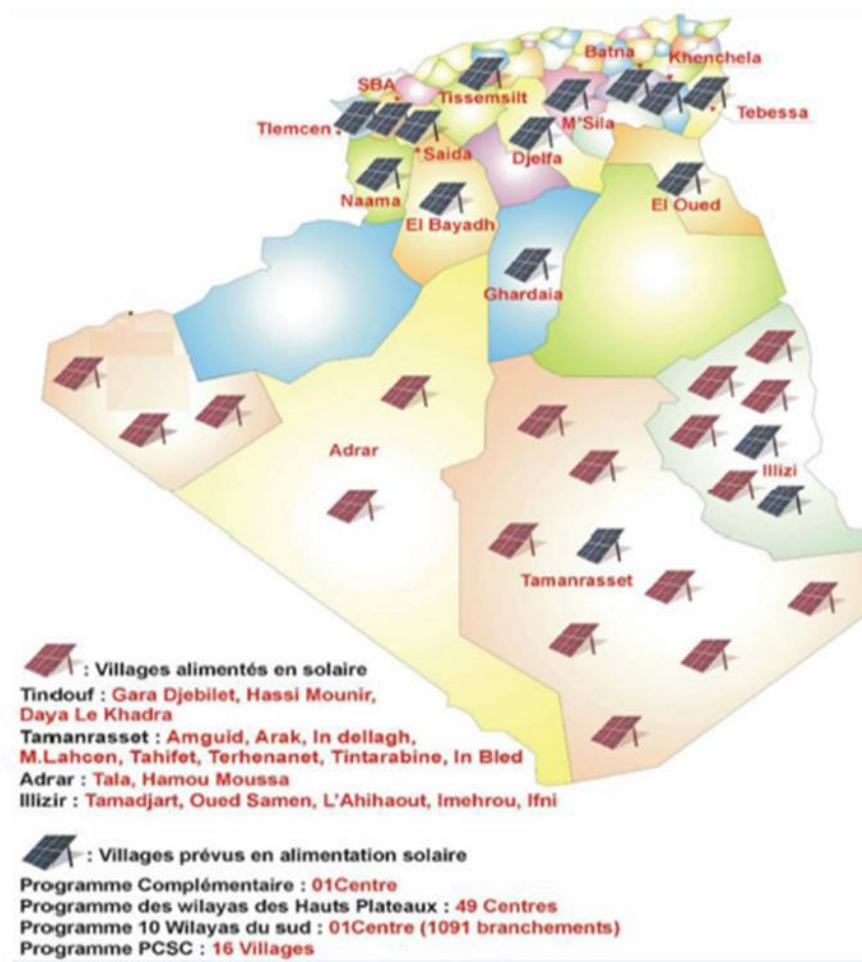 Batna
Khenchela
SBA
Tissemsilt
Tlemcen
M'Sila
Tebessa
Saida
Djelfa
Naama
El Bayadh
El Oued
Ghardaia
Adrar
Illizi
Tamanrasset
: Villages alimentés en solaire
Tindouf : Gara Djebilet, Hassi Mounir,
Daya Le Khadra
Tamanrasset : Amguid, Arak, In dellagh,
M.Lahcen, Tahifet, Terhenanet, Tintarabine, In Bled
Adrar : Tala, Hamou Moussa
Illizir : Tamadjart, Oued Samen, L'Ahihaout, Imehrou, Ifni
: Villages prévus en alimentation solaire
Programme Complémentaire : 01Centre
Programme des wilayas des Hauts Plateaux : 49 Centres
Programme 10 Wilayas du sud : 01Centre (1091 branchements)
Programme PCSC : 16 Villages